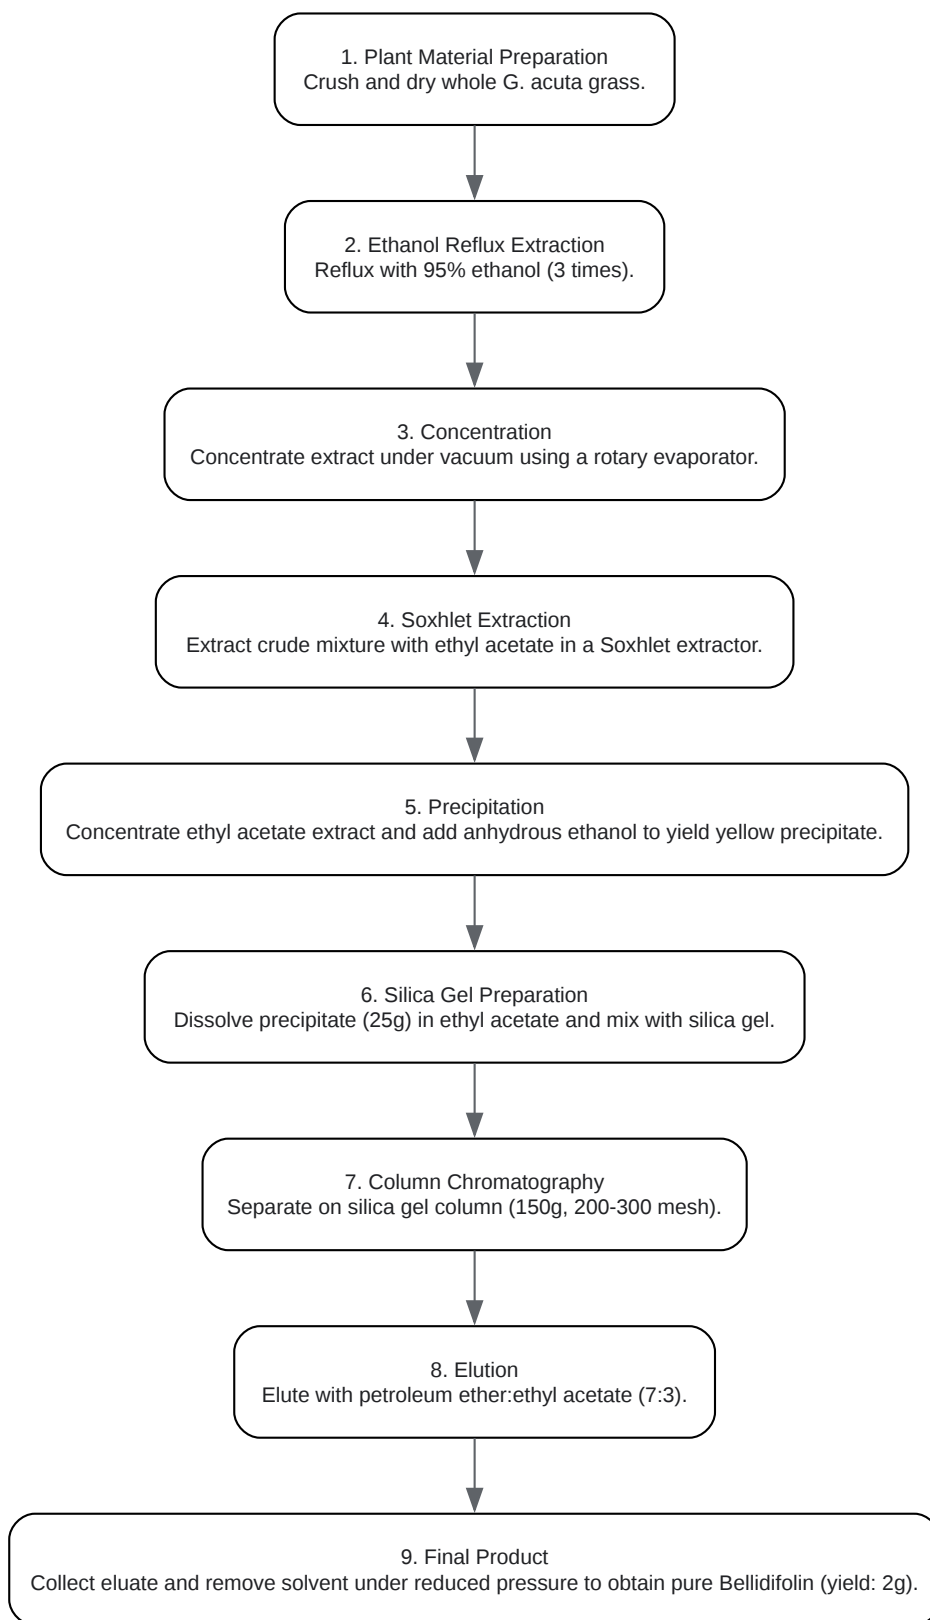 1. Plant Material Preparation
Crush and dry whole G. acuta grass.
2. Ethanol Reflux Extraction
Reflux with 95% ethanol (3 times).
3. Concentration
Concentrate extract under vacuum using a rotary evaporator.
4. Soxhlet Extraction
Extract crude mixture with ethyl acetate in a Soxhlet extractor.
5. Precipitation
Concentrate ethyl acetate extract and add anhydrous ethanol to yield yellow precipitate.
6. Silica Gel Preparation
Dissolve precipitate (25g) in ethyl acetate and mix with silica gel.
7. Column Chromatography
Separate on silica gel column (150g, 200-300 mesh).
8. Elution
Elute with petroleum ether:ethyl acetate (7:3).
9. Final Product
Collect eluate and remove solvent under reduced pressure to obtain pure Bellidifolin (yield: 2g).